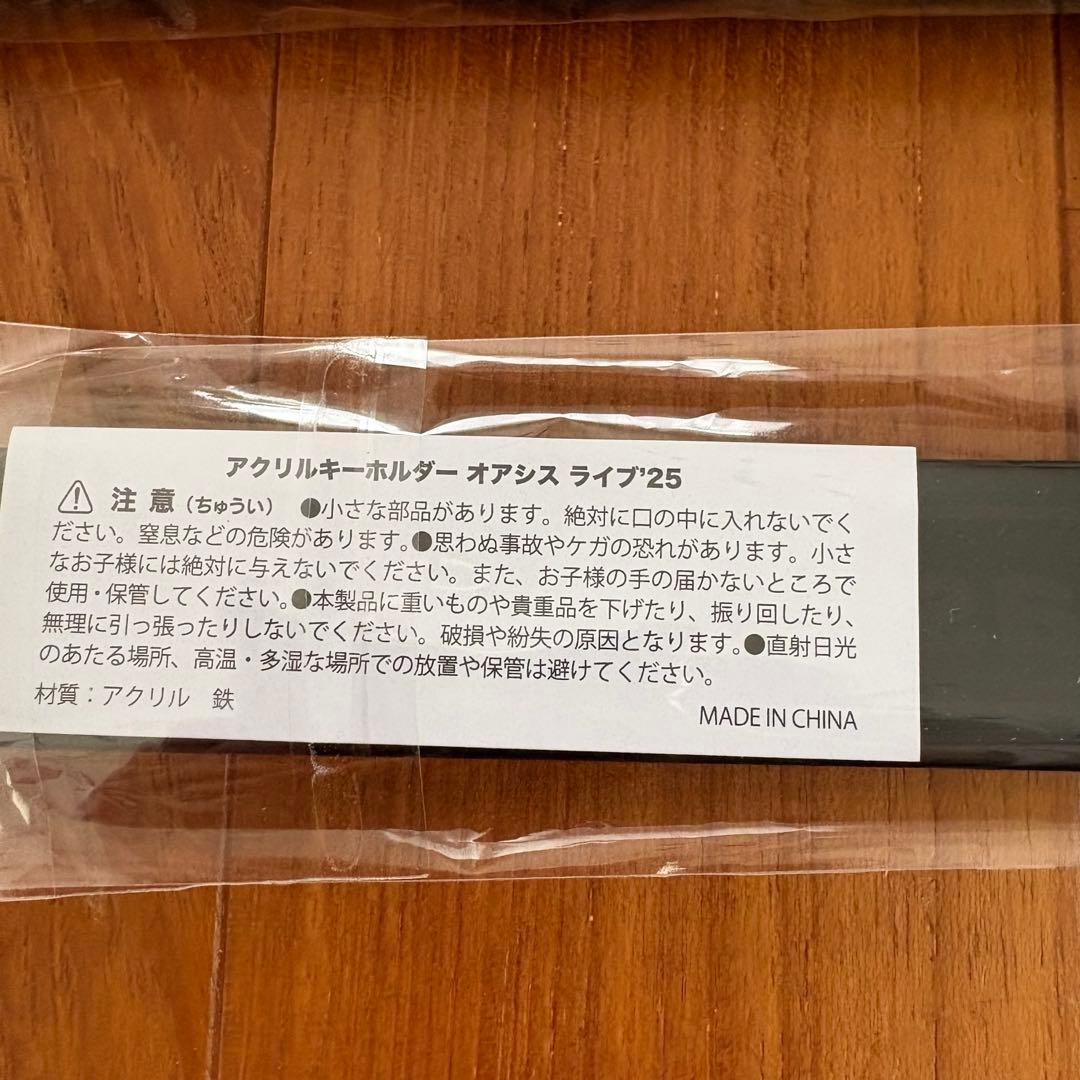 アクリルキーホルダー オアシス ライブ'25
⚠ 注 意（ちゅうい） ●小さな部品があります。絶対に口の中に入れないでく
ださい。窒息などの危険があります。●思わぬ事故やケガの恐れがあります。小さ
なお子様には絶対に与えないでください。また、お子様の手の届かないところで
使用・保管してください。●本製品に重いものや貴重品を下げたり、振り回したり、
無理に引っ張ったりしないでください。破損や紛失の原因となります。●直射日光
のあたる場所、高温・多湿な場所での放置や保管は避けてください。
材質：アクリル　鉄
MADE IN CHINA